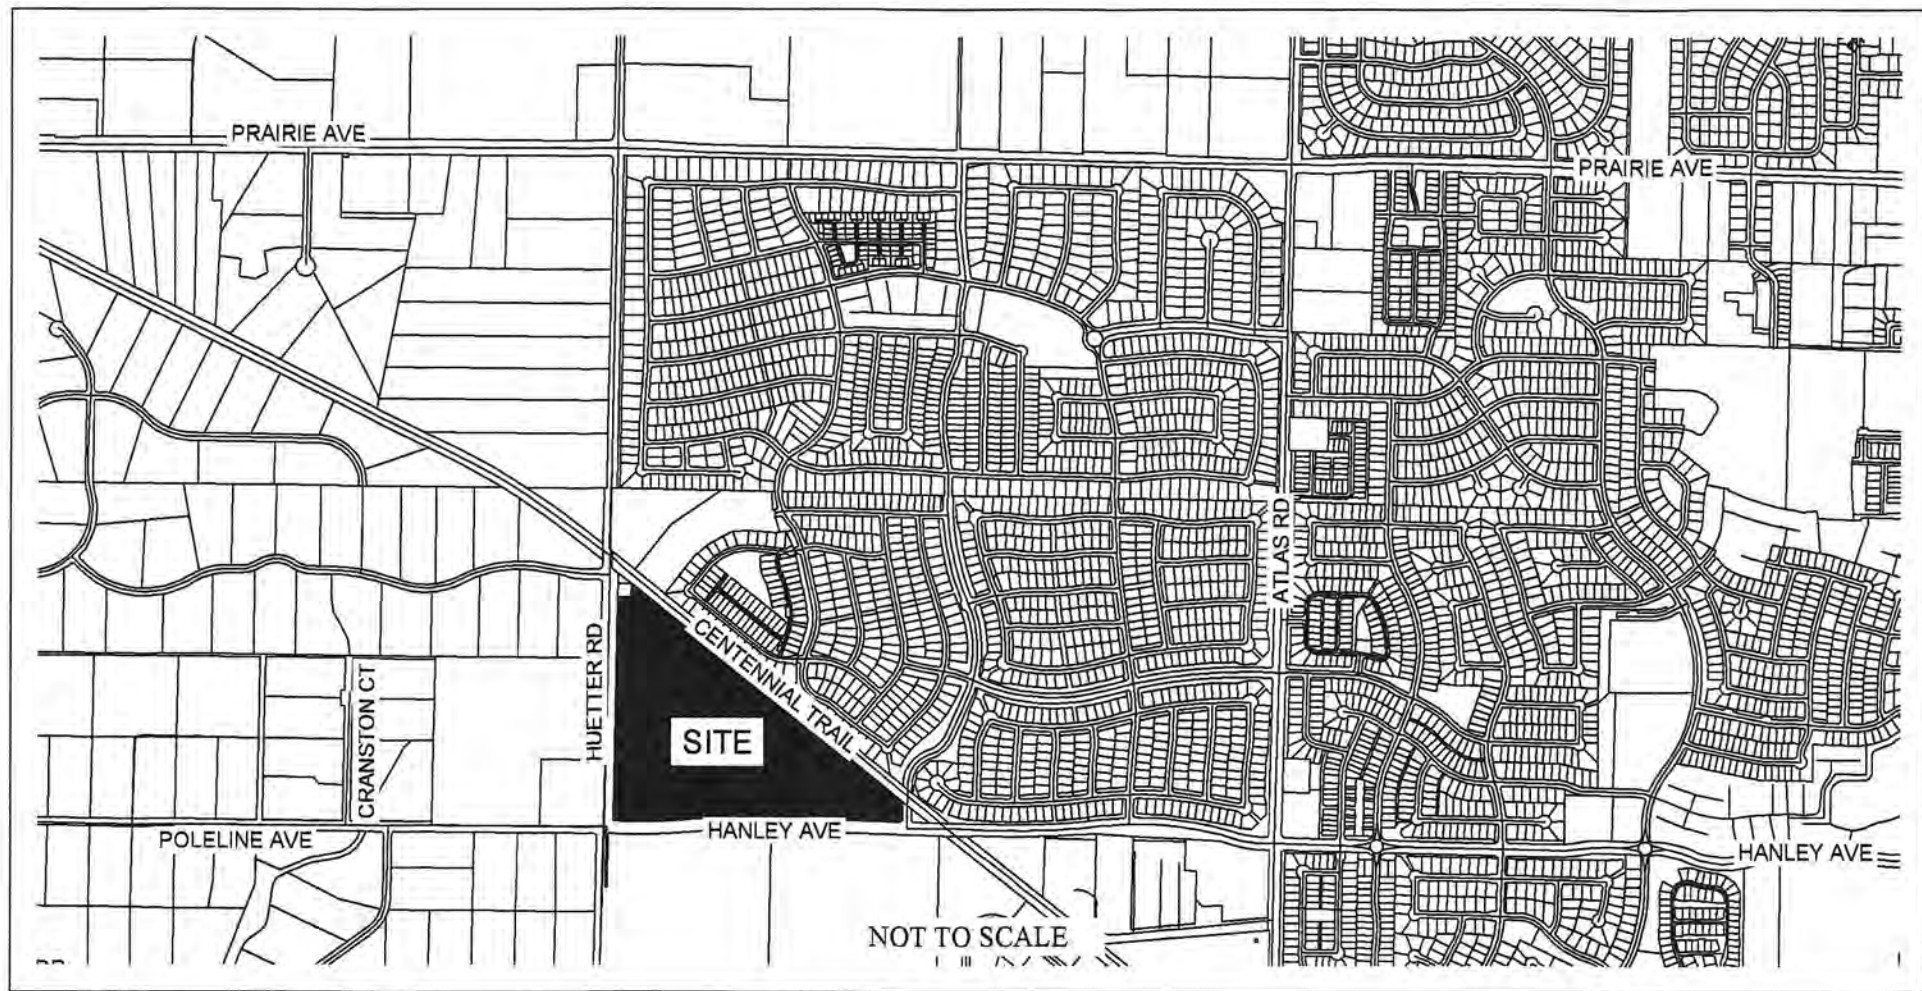 PRAIRIE AVE
PRAIRIE AVE
ATLAS RD
HUETTER RD
CENTENNIAL TRAIL
CRANSTON CT
SITE
HANLEY AVE
POLELINE AVE
HANLEY AVE
NOT TO SCALE